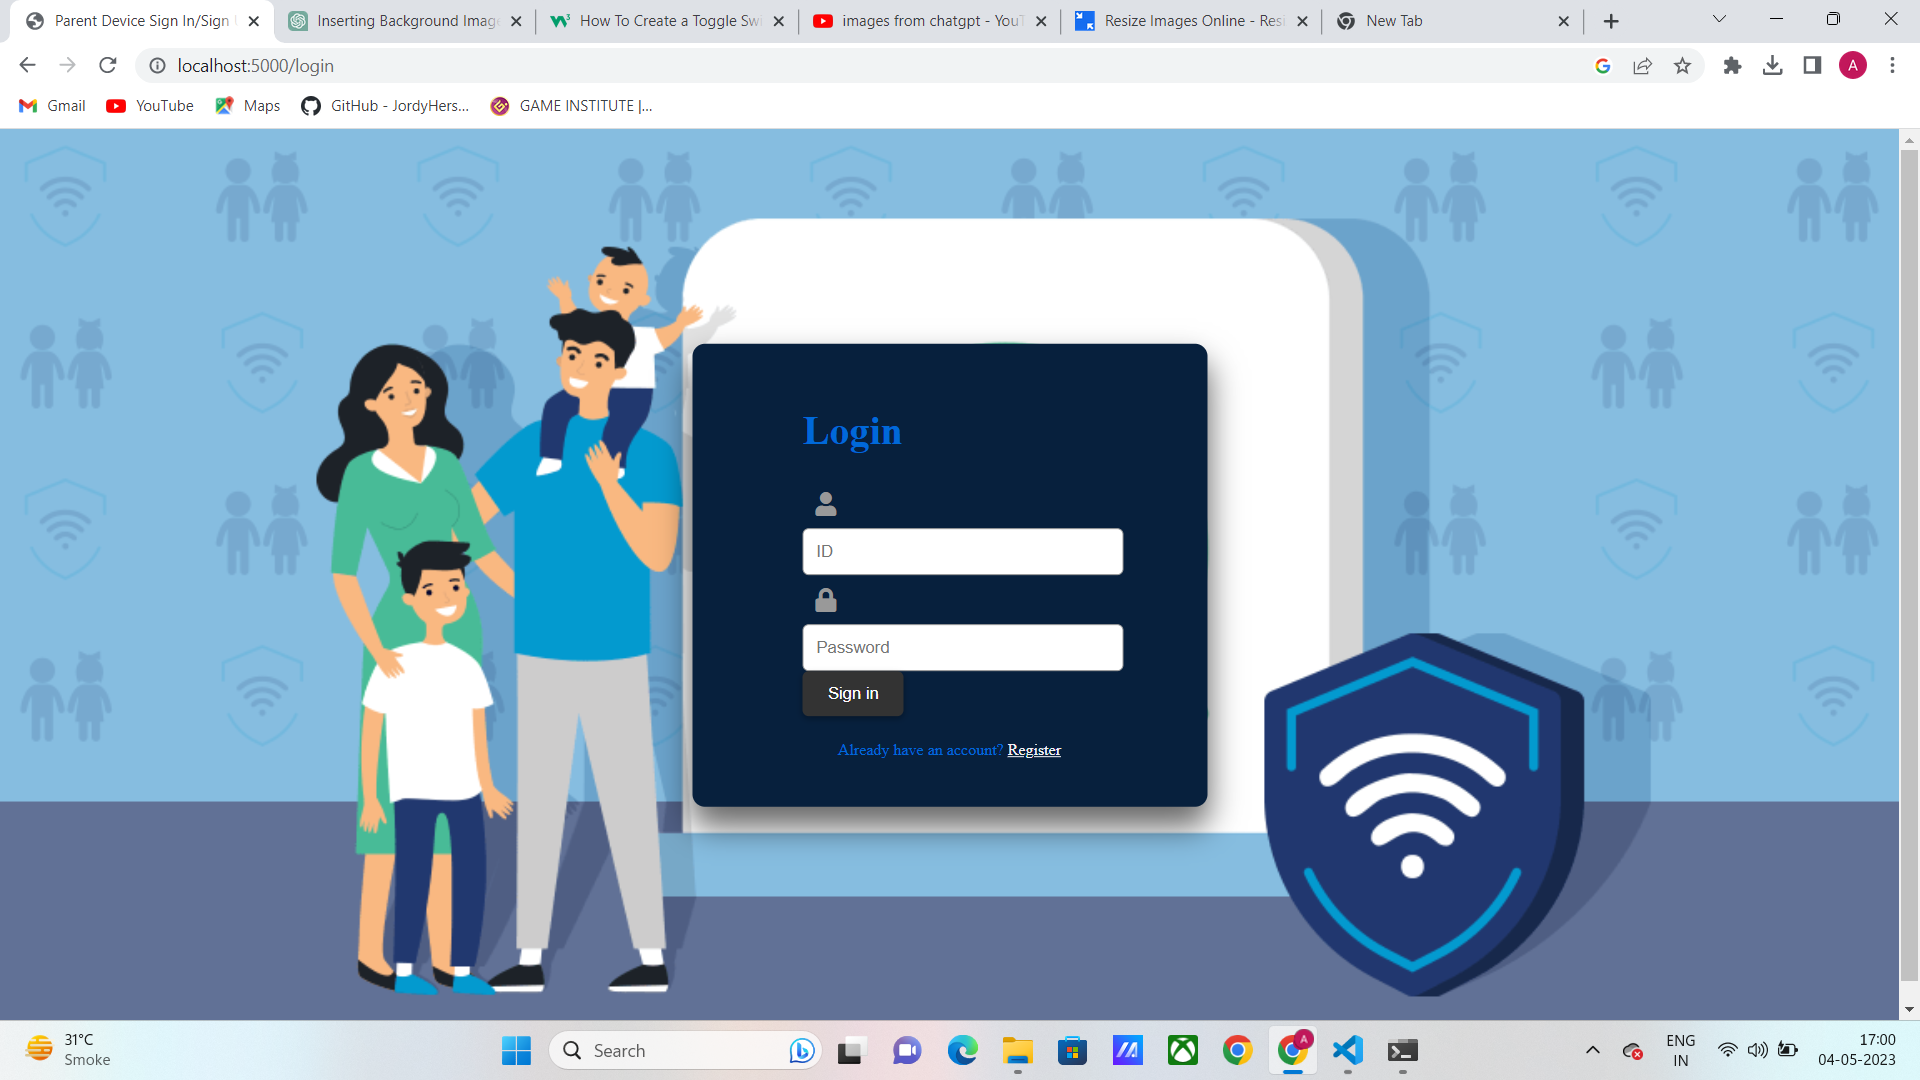 Parent Device Sign In/Sign
Inserting Background Imag
How To Create a Toggle Sw
images from chatgpt - You
Resize Images Online - Resi
New Tab
localhost:5000/login
A
Gmail
YouTube
Maps
GitHub - JordyHers...
GAME INSTITUTE |...
Login
ID
Password
Sign in
Already have an account? Register
31°C
Smoke
Search
A
ENG
IN
17:00
04-05-2023